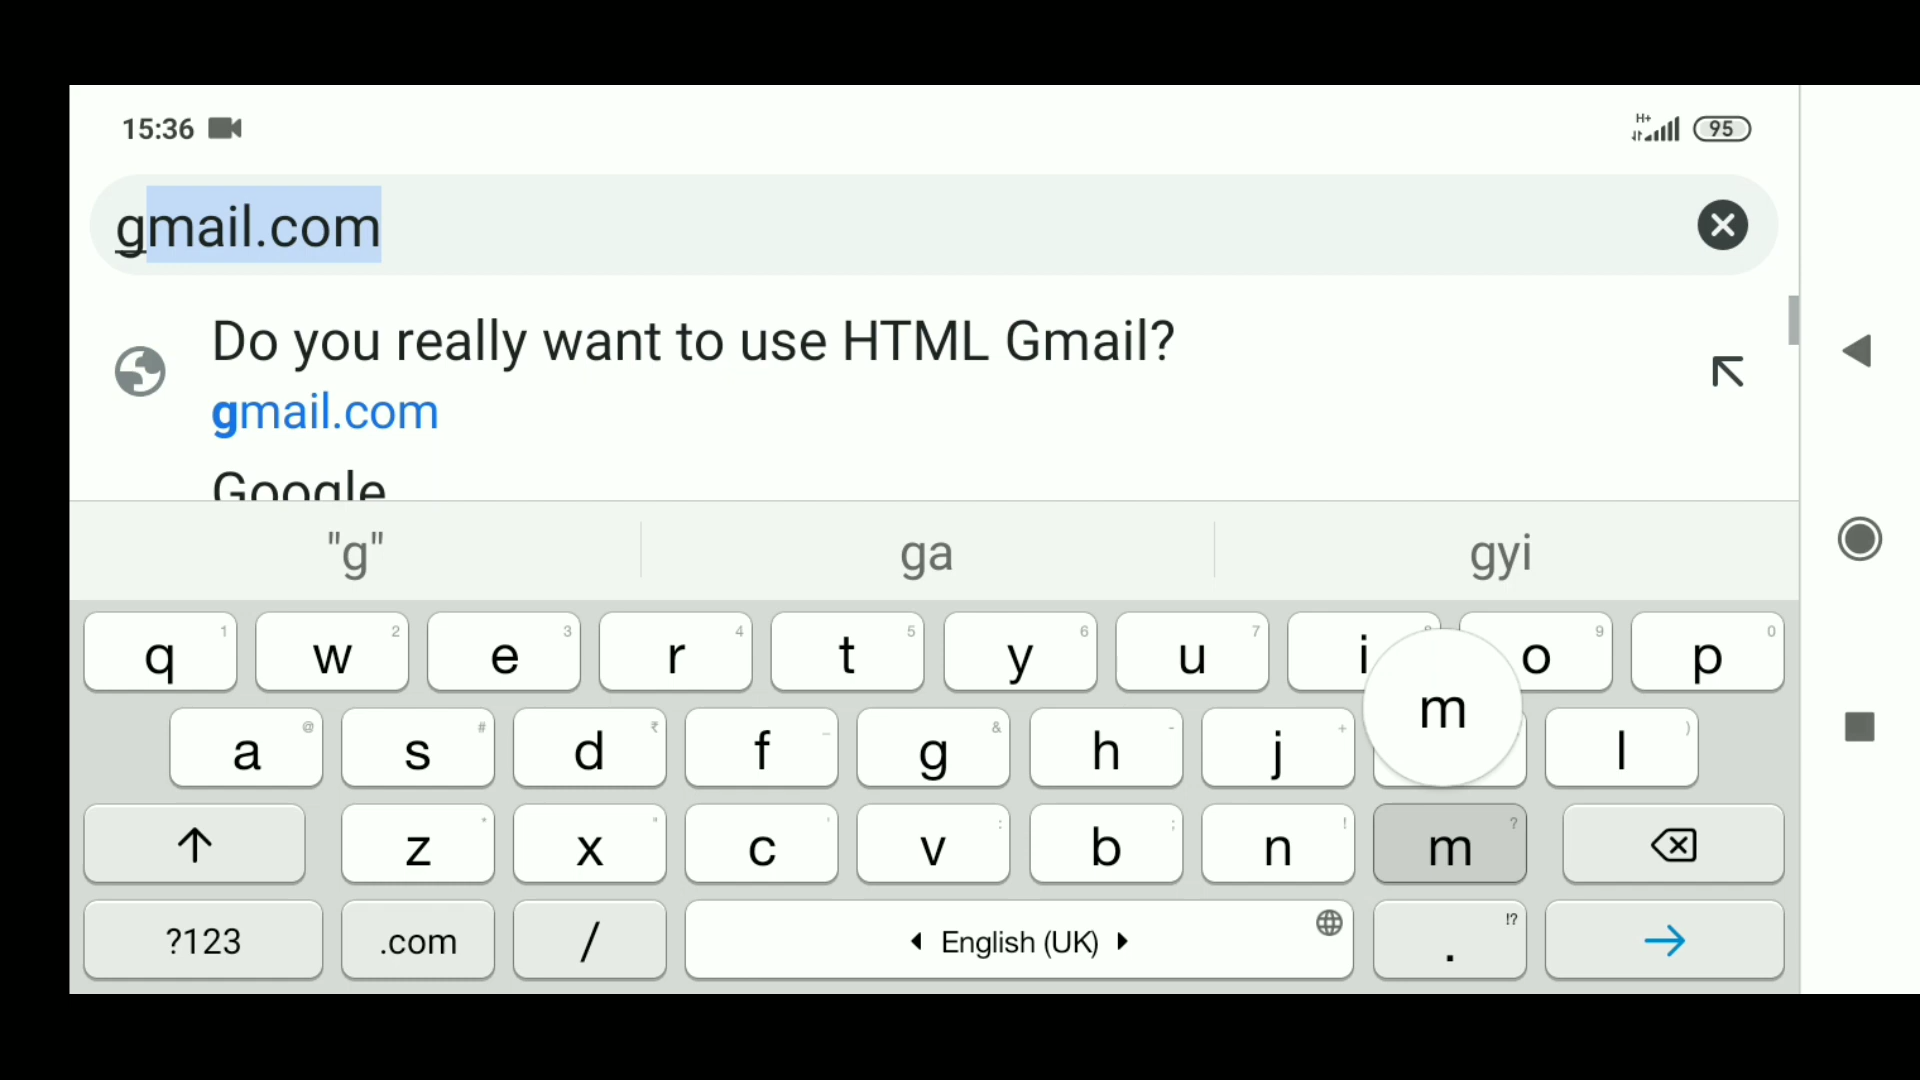 15:36 H+ 95
gmail.com
Do you really want to use HTML Gmail?
gmail.com
Google
"g" ga gyi
q 1 w 2 e 3 r 4 t 5 y 6 u 7 i o 9 p 0
m
a @ s # d ₹ f _ g & h - j + l )
z * x " c ' v : b ; n ! m ?
?123 .com / English (UK) . !?